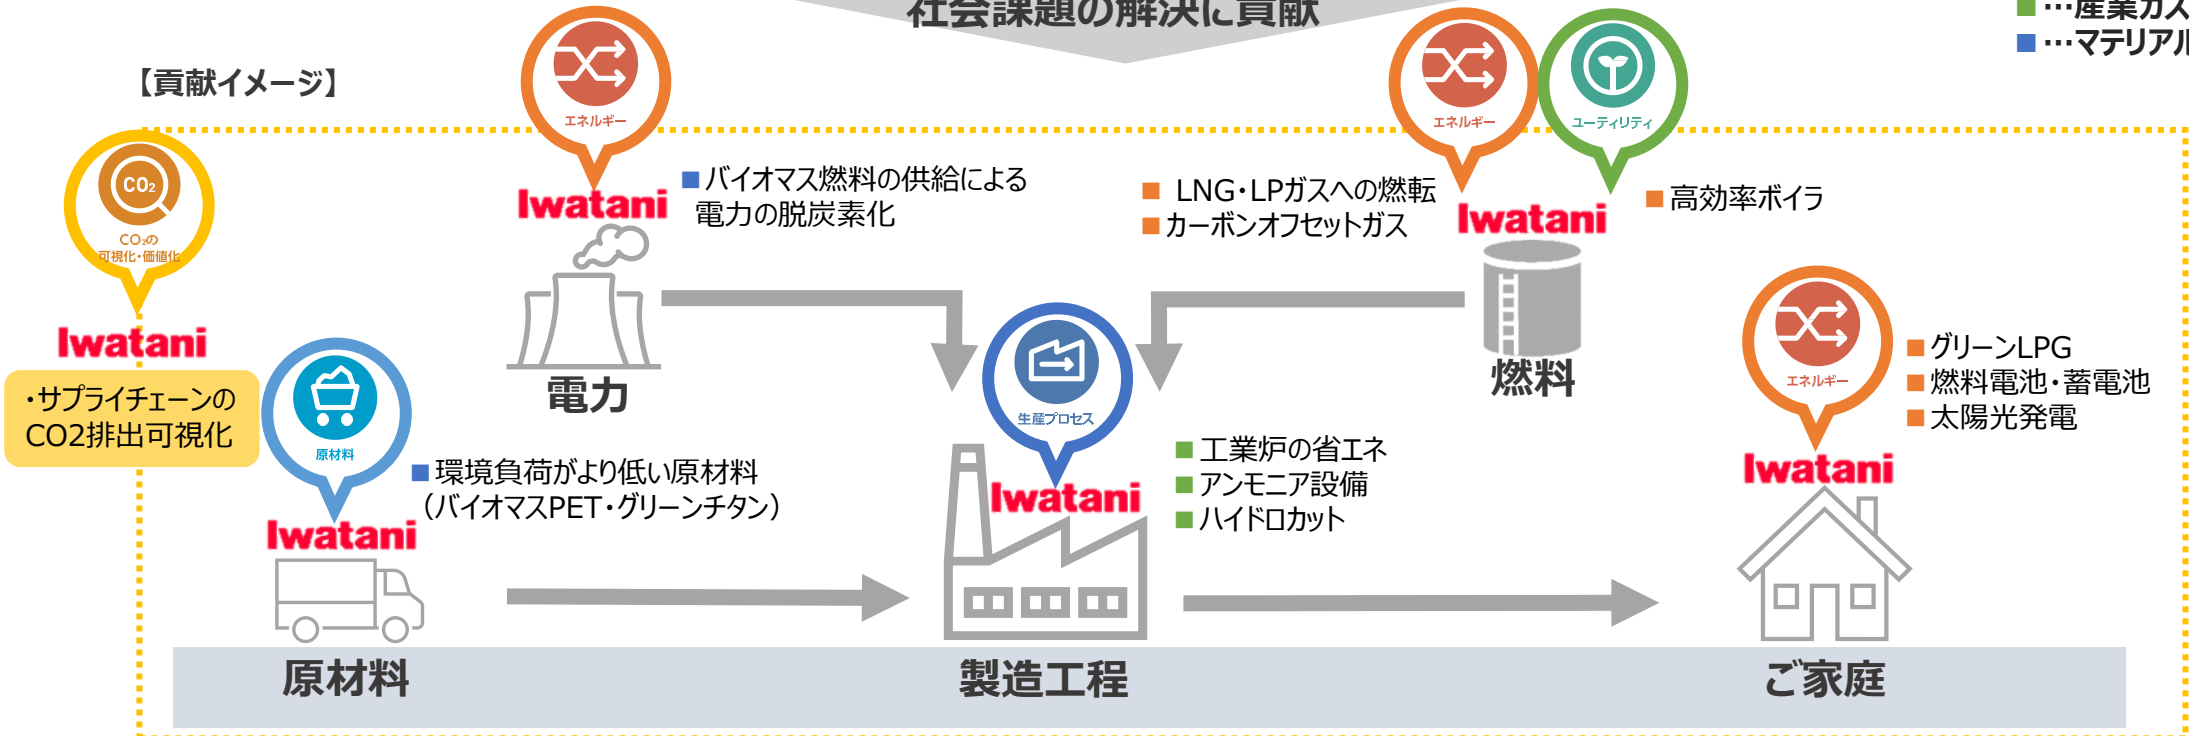 社会課題の解決に貢献
■…産業ガス
■…マテリアル
【貢献イメージ】
エネルギー
Iwatani
■バイオマス燃料の供給による
電力の脱炭素化
電力
エネルギー
ユーティリティ
■ LNG・LPガスへの燃転
■カーボンオフセットガス
Iwatani
■高効率ボイラ
燃料
CO₂
CO₂の
可視化・価値化
Iwatani
・サプライチェーンの
CO2排出可視化
原材料
Iwatani
■環境負荷がより低い原材料
(バイオマスPET・グリーンチタン)
生産プロセス
Iwatani
■工業炉の省エネ
■アンモニア設備
■ハイドロカット
エネルギー
Iwatani
■グリーンLPG
■燃料電池・蓄電池
■太陽光発電
原材料
製造工程
ご家庭